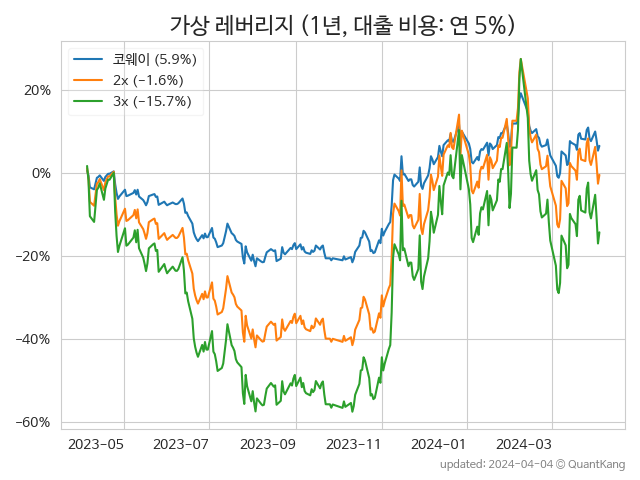 가상 레버리지 (1년, 대출 비용: 연 5%)
코웨이 (5.9%)
2x (−1.6%)
3x (−15.7%)
20%
0%
−20%
−40%
−60%
2023−05 2023−07 2023−09 2023−11 2024−01 2024−03
updated: 2024-04-04 © QuantKang